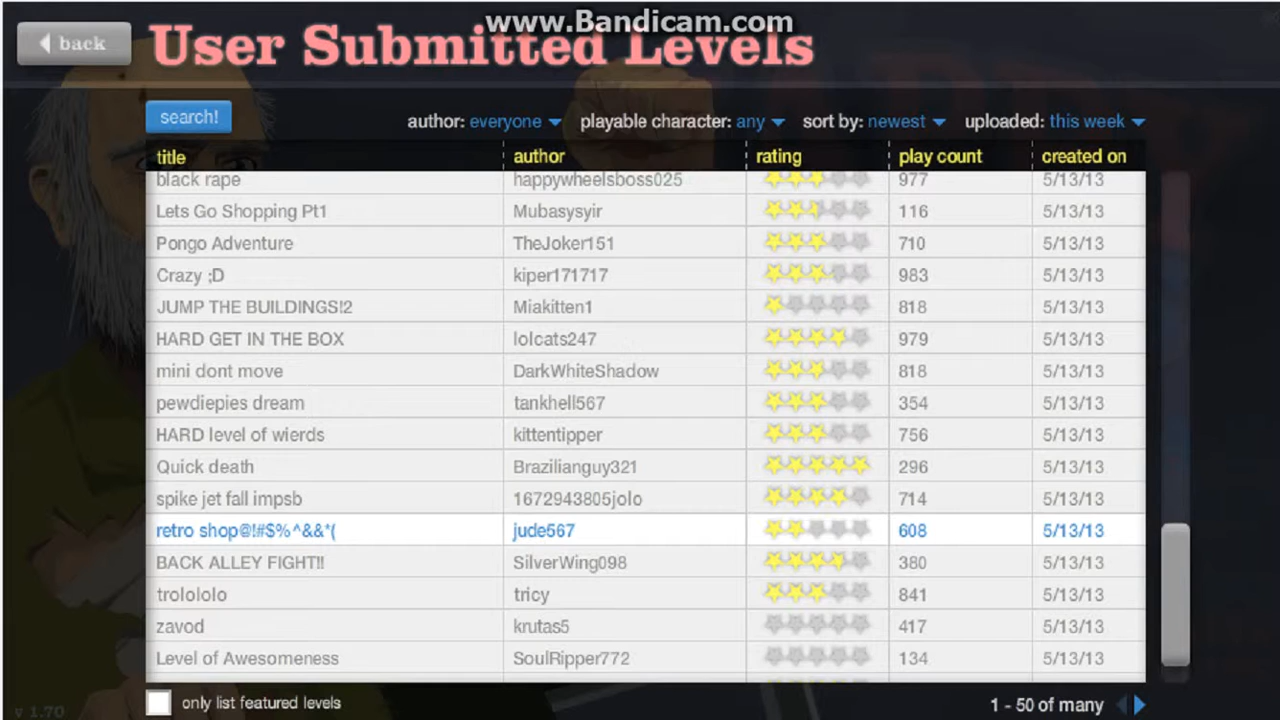 www.Bandicam.com
back
User Submitted Levels
search!
author: everyone playable character: any sort by: newest uploaded: this week
title author rating play count created on
black rape happywheelsboss025 977 5/13/13
Lets Go Shopping Pt1 Mubasysyir 116 5/13/13
Pongo Adventure TheJoker151 710 5/13/13
Crazy ;D kiper171717 983 5/13/13
JUMP THE BUILDINGS!2 Miakitten1 818 5/13/13
HARD GET IN THE BOX lolcats247 979 5/13/13
mini dont move DarkWhiteShadow 818 5/13/13
pewdiepies dream tankhell567 354 5/13/13
HARD level of wierds kittentipper 756 5/13/13
Quick death Brazilianguy321 296 5/13/13
spike jet fall impsb 1672943805jolo 714 5/13/13
retro shop@!#$%^&&*( jude567 608 5/13/13
BACK ALLEY FIGHT!! SilverWing098 380 5/13/13
trolololo tricy 841 5/13/13
zavod krutas5 417 5/13/13
Level of Awesomeness SoulRipper772 134 5/13/13
only list featured levels 1 - 50 of many
v 1.70